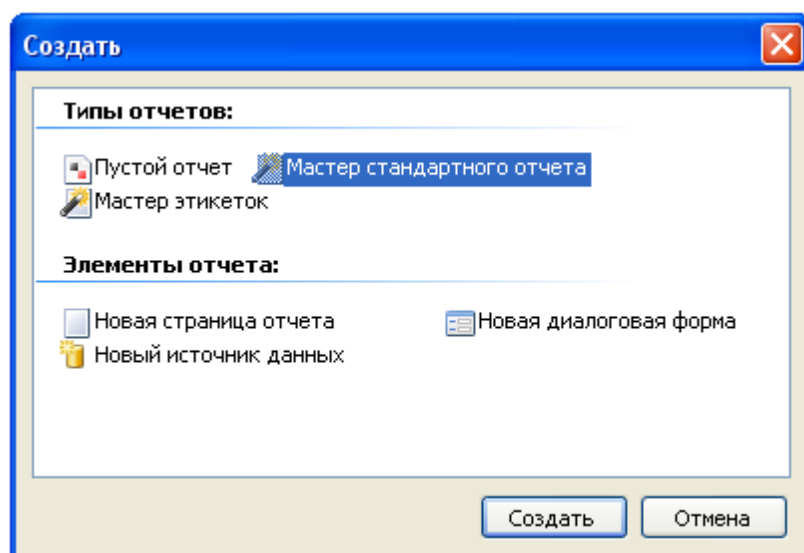 Создать
Типы отчетов:
Пустой отчет Мастер стандартного отчета
Мастер этикеток
Элементы отчета:
Новая страница отчета Новая диалоговая форма
Новый источник данных
Создать Отмена